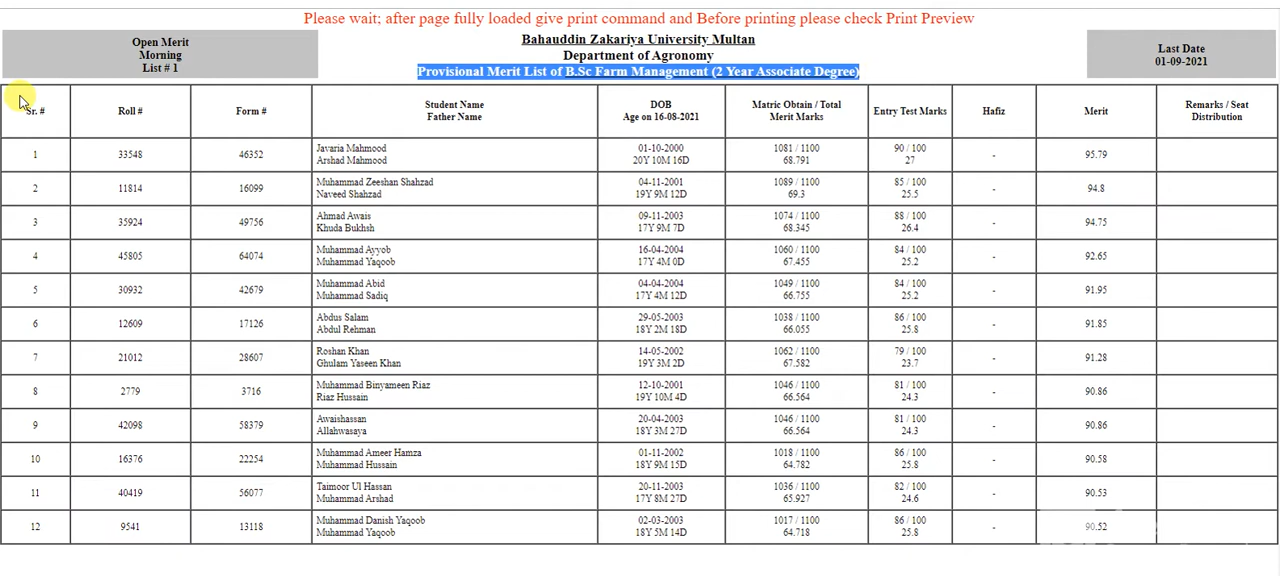 Please wait; after page fully loaded give print command and Before printing please check Print Preview
Open Merit
Morning
List # 1
Bahauddin Zakariya University Multan
Department of Agronomy
Provisional Merit List of B.Sc Farm Management (2 Year Associate Degree)
Last Date
01-09-2021
Sr. # Roll # Form # Student Name Father Name DOB Age on 16-08-2021 Matric Obtain / Total Merit Marks Entry Test Marks Hafiz Merit Remarks / Seat Distribution
1 33548 46352 Javaria Mahmood 01-10-2000 1081 / 1100 90 / 100 - 95.79
Arshad Mahmood 20Y 10M 16D 68.791 27
2 11814 16099 Muhammad Zeeshan Shahzad 04-11-2001 1089 / 1100 85 / 100 - 94.8
Naveed Shahzad 19Y 9M 12D 69.3 25.5
3 35924 49756 Ahmad Awais 09-11-2003 1074 / 1100 88 / 100 - 94.75
Khuda Bukhsh 17Y 9M 7D 68.345 26.4
4 45805 64074 Muhammad Ayyob 16-04-2004 1060 / 1100 84 / 100 - 92.65
Muhammad Yaqoob 17Y 4M 0D 67.455 25.2
5 30932 42679 Muhammad Abid 04-04-2004 1049 / 1100 84 / 100 - 91.95
Muhammad Sadiq 17Y 4M 12D 66.755 25.2
6 12609 17126 Abdus Salam 29-05-2003 1038 / 1100 86 / 100 - 91.85
Abdul Rehman 18Y 2M 18D 66.055 25.8
7 21012 28607 Roshan Khan 14-05-2002 1062 / 1100 79 / 100 - 91.28
Ghulam Yaseen Khan 19Y 3M 2D 67.582 23.7
8 2779 3716 Muhammad Binyameen Riaz 12-10-2001 1046 / 1100 81 / 100 - 90.86
Riaz Hussain 19Y 10M 4D 66.564 24.3
9 42098 58379 Awaishassan 20-04-2003 1046 / 1100 81 / 100 - 90.86
Allahwasaya 18Y 3M 27D 66.564 24.3
10 16376 22254 Muhammad Ameer Hamza 01-11-2002 1018 / 1100 86 / 100 - 90.58
Muhammad Hussain 18Y 9M 15D 64.782 25.8
11 40419 56077 Taimoor Ul Hassan 20-11-2003 1036 / 1100 82 / 100 - 90.53
Muhammad Arshad 17Y 8M 27D 65.927 24.6
12 9541 13118 Muhammad Danish Yaqoob 02-03-2003 1017 / 1100 86 / 100 - 90.52
Muhammad Yaqoob 18Y 5M 14D 64.718 25.8